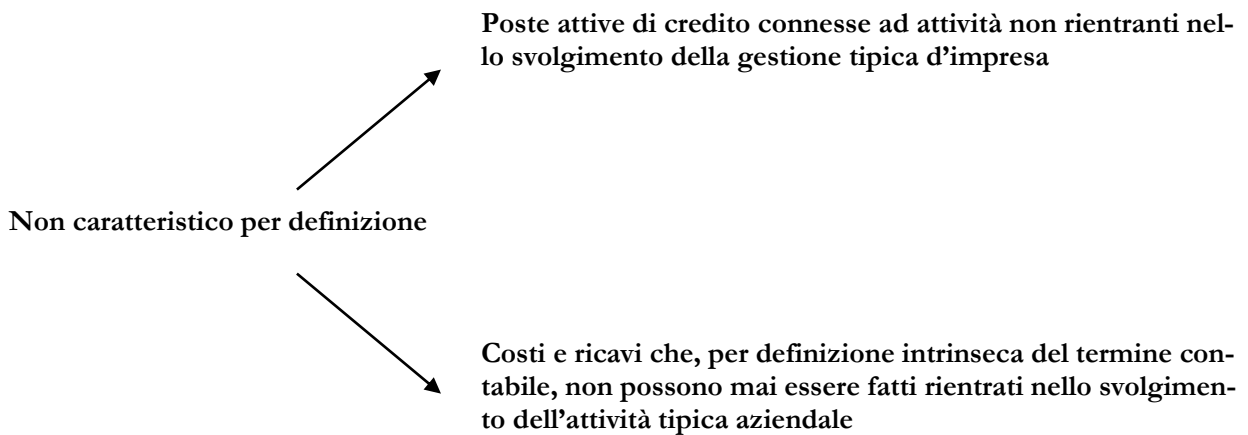 Poste attive di credito connesse ad attività non rientranti nel-
lo svolgimento della gestione tipica d’impresa
Non caratteristico per definizione
Costi e ricavi che, per definizione intrinseca del termine con-
tabile, non possono mai essere fatti rientrati nello svolgimen-
to dell’attività tipica aziendale